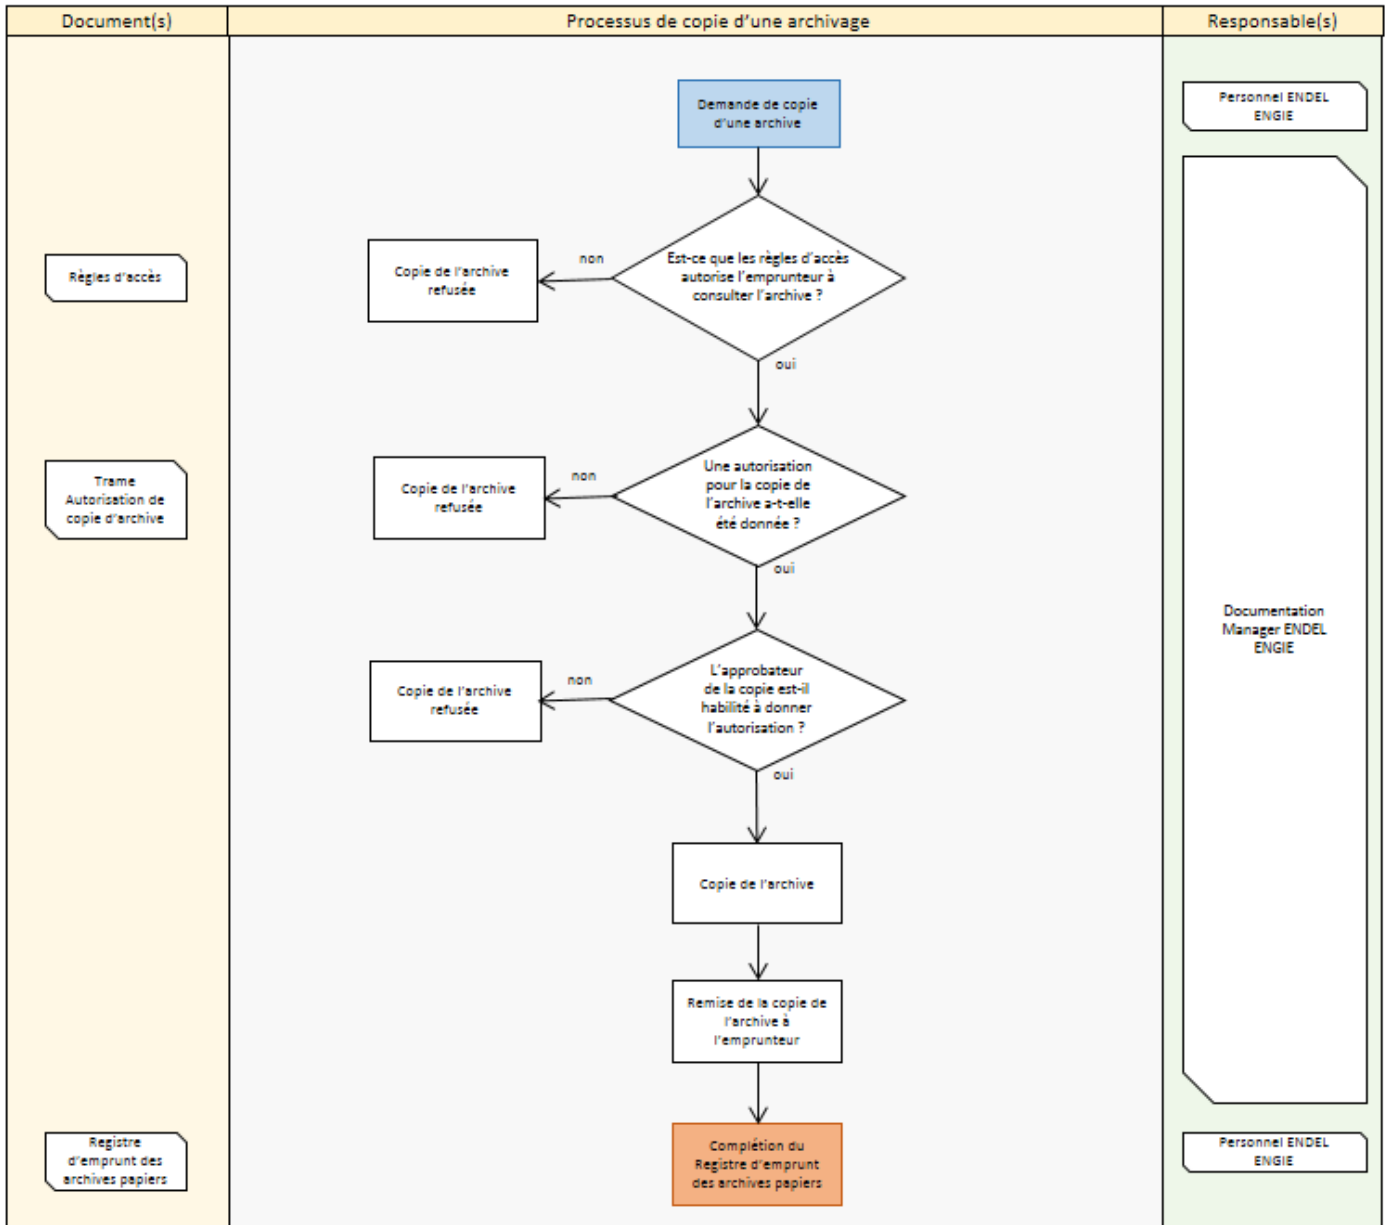 Document(s)
Processus de copie d'une archivage
Responsable(s)
Demande de copie
d'une archive
Personnel ENDEL
ENGIE
Règles d'accès
Copie de l'archive
refusée
non
Est-ce que les règles d'accès
autorise l'emprunteur à
consulter l'archive ?
oui
Trame
Autorisation de
copie d'archive
Copie de l'archive
refusée
non
Une autorisation
pour la copie de
l'archive a-t-elle
été donnée ?
oui
Documentation
Manager ENDEL
ENGIE
Copie de l'archive
refusée
non
L'approbateur
de la copie est-il
habilité à donner
l'autorisation ?
oui
Copie de l'archive
Remise de la copie de
l'archive à
l'emprunteur
Registre
d'emprunt des
archives papiers
Complétion du
Registre d'emprunt
des archives papiers
Personnel ENDEL
ENGIE